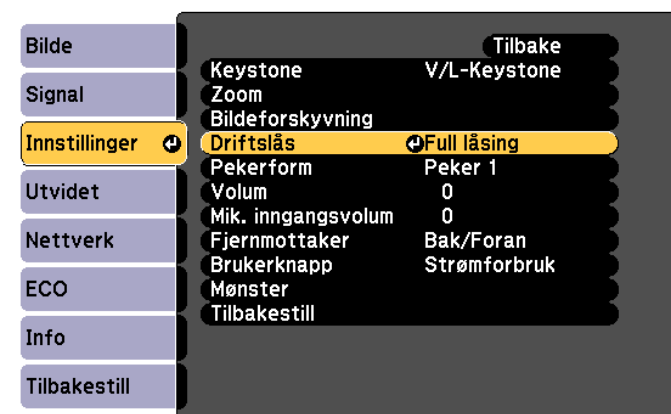 Bilde
Signal
Innstillinger
Utvidet
Nettverk
ECO
Info
Tilbakestill
Tilbake
Keystone V/L-Keystone
Zoom
Bildeforskyvning
Driftslås Full låsing
Pekerform Peker 1
Volum 0
Mik. inngangsvolum 0
Fjernmottaker Bak/Foran
Brukerknapp Strømforbruk
Mønster
Tilbakestill